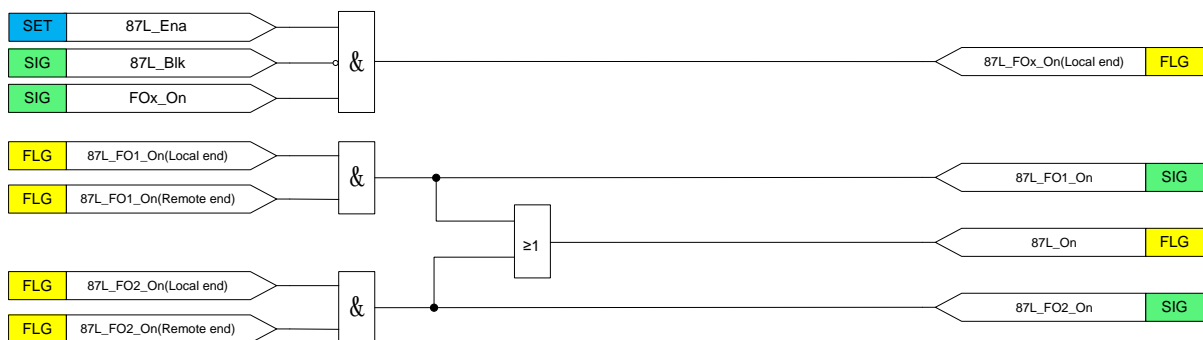 SET 87L_Ena
SIG 87L_Blk
SIG FOx_On
&
87L_FOx_On(Local end) FLG
FLG 87L_FO1_On(Local end)
FLG 87L_FO1_On(Remote end)
&
87L_FO1_On SIG
≥1
87L_On FLG
FLG 87L_FO2_On(Local end)
FLG 87L_FO2_On(Remote end)
&
87L_FO2_On SIG